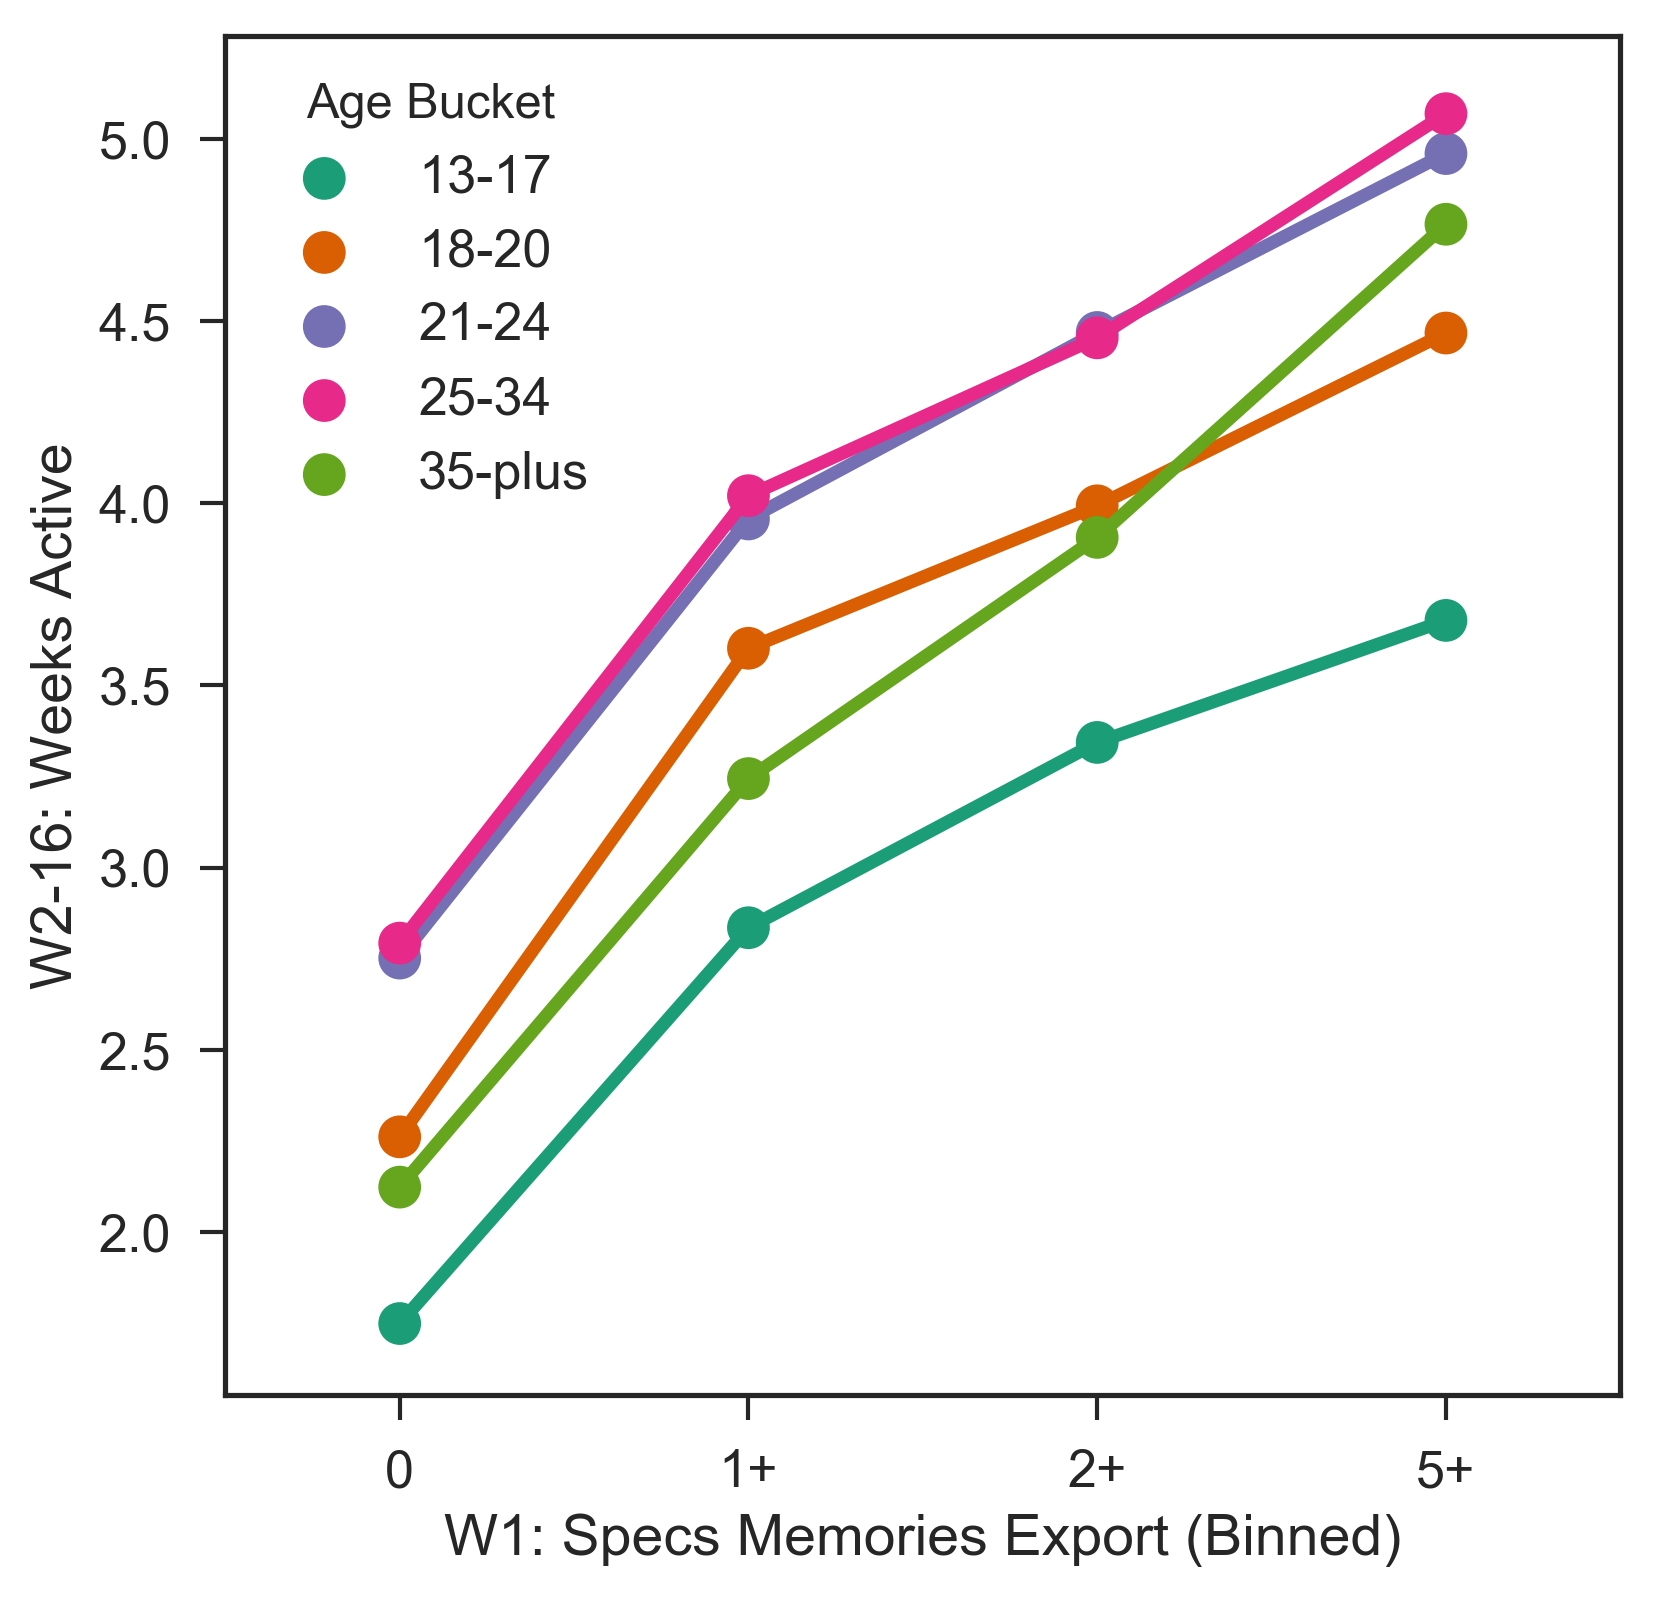 Age Bucket
13-17
18-20
21-24
25-34
35-plus
5.0
4.5
4.0
3.5
3.0
2.5
2.0
W2-16: Weeks Active
0 1+ 2+ 5+
W1: Specs Memories Export (Binned)